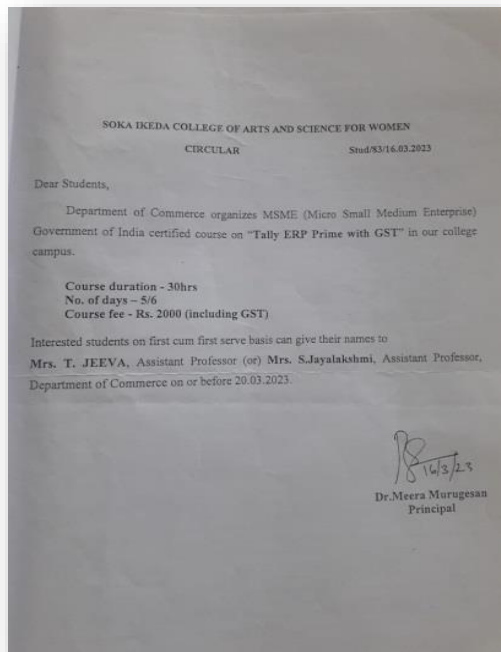 SOKA IKEDA COLLEGE OF ARTS AND SCIENCE FOR WOMEN
CIRCULAR Stud/83/16.03.2023
Dear Students,
Department of Commerce organizes MSME (Micro Small Medium Enterprise)
Government of India certified course on "Tally ERP Prime with GST" in our college
campus.
Course duration - 30hrs
No. of days – 5/6
Course fee - Rs. 2000 (including GST)
Interested students on first cum first serve basis can give their names to
Mrs. T. JEEVA, Assistant Professor (or) Mrs. S.Jayalakshmi, Assistant Professor,
Department of Commerce on or before 20.03.2023.
16/3/23
Dr.Meera Murugesan
Principal